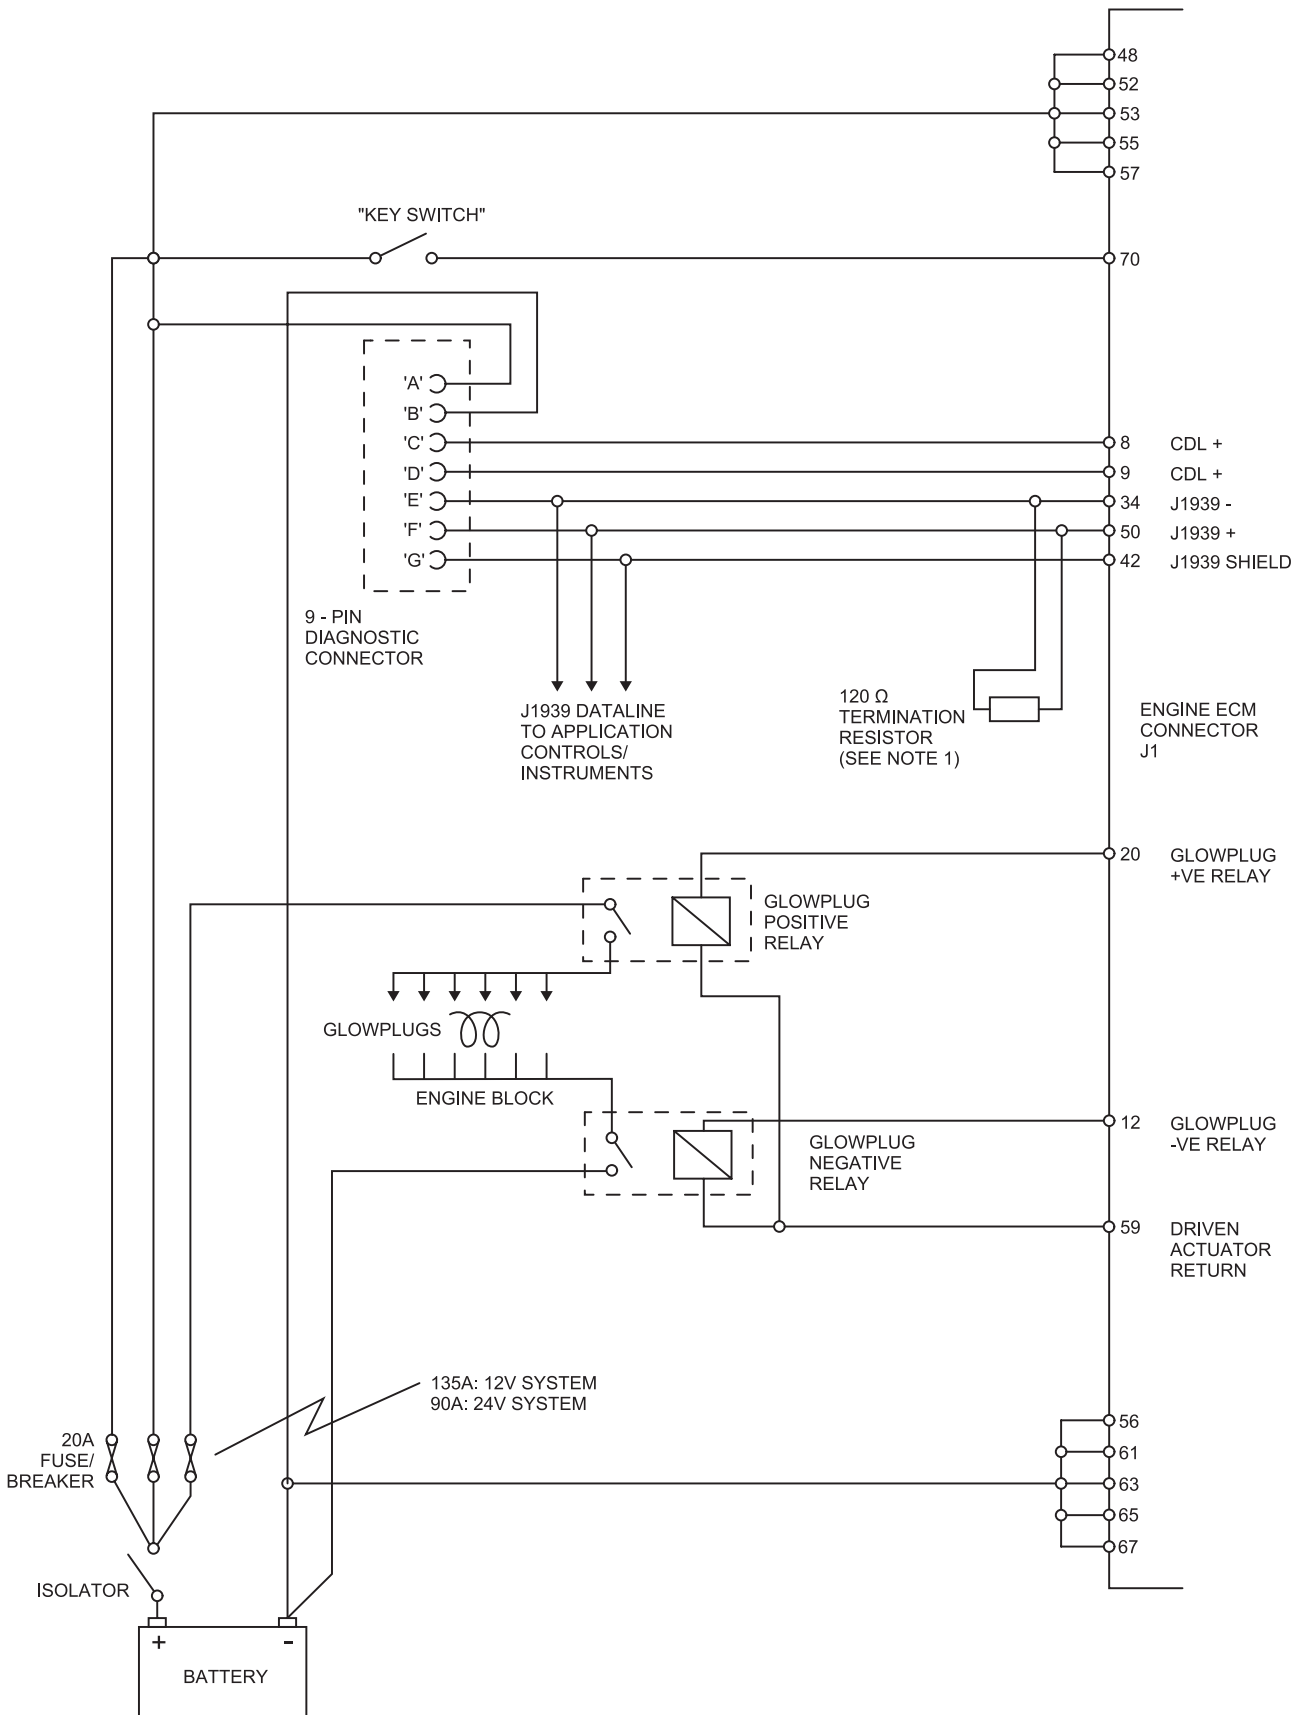 48
52
53
55
57
"KEY SWITCH"
70
'A'
'B'
'C'
'D'
'E'
'F'
'G'
8 CDL +
9 CDL +
34 J1939 -
50 J1939 +
42 J1939 SHIELD
9 - PIN
DIAGNOSTIC
CONNECTOR
J1939 DATALINE
TO APPLICATION
CONTROLS/
INSTRUMENTS
120 Ω
TERMINATION
RESISTOR
(SEE NOTE 1)
ENGINE ECM
CONNECTOR
J1
20 GLOWPLUG
+VE RELAY
GLOWPLUG
POSITIVE
RELAY
GLOWPLUGS
ENGINE BLOCK
12 GLOWPLUG
-VE RELAY
GLOWPLUG
NEGATIVE
RELAY
59 DRIVEN
ACTUATOR
RETURN
135A: 12V SYSTEM
90A: 24V SYSTEM
20A
FUSE/
BREAKER
56
61
63
65
67
ISOLATOR
+ -
BATTERY